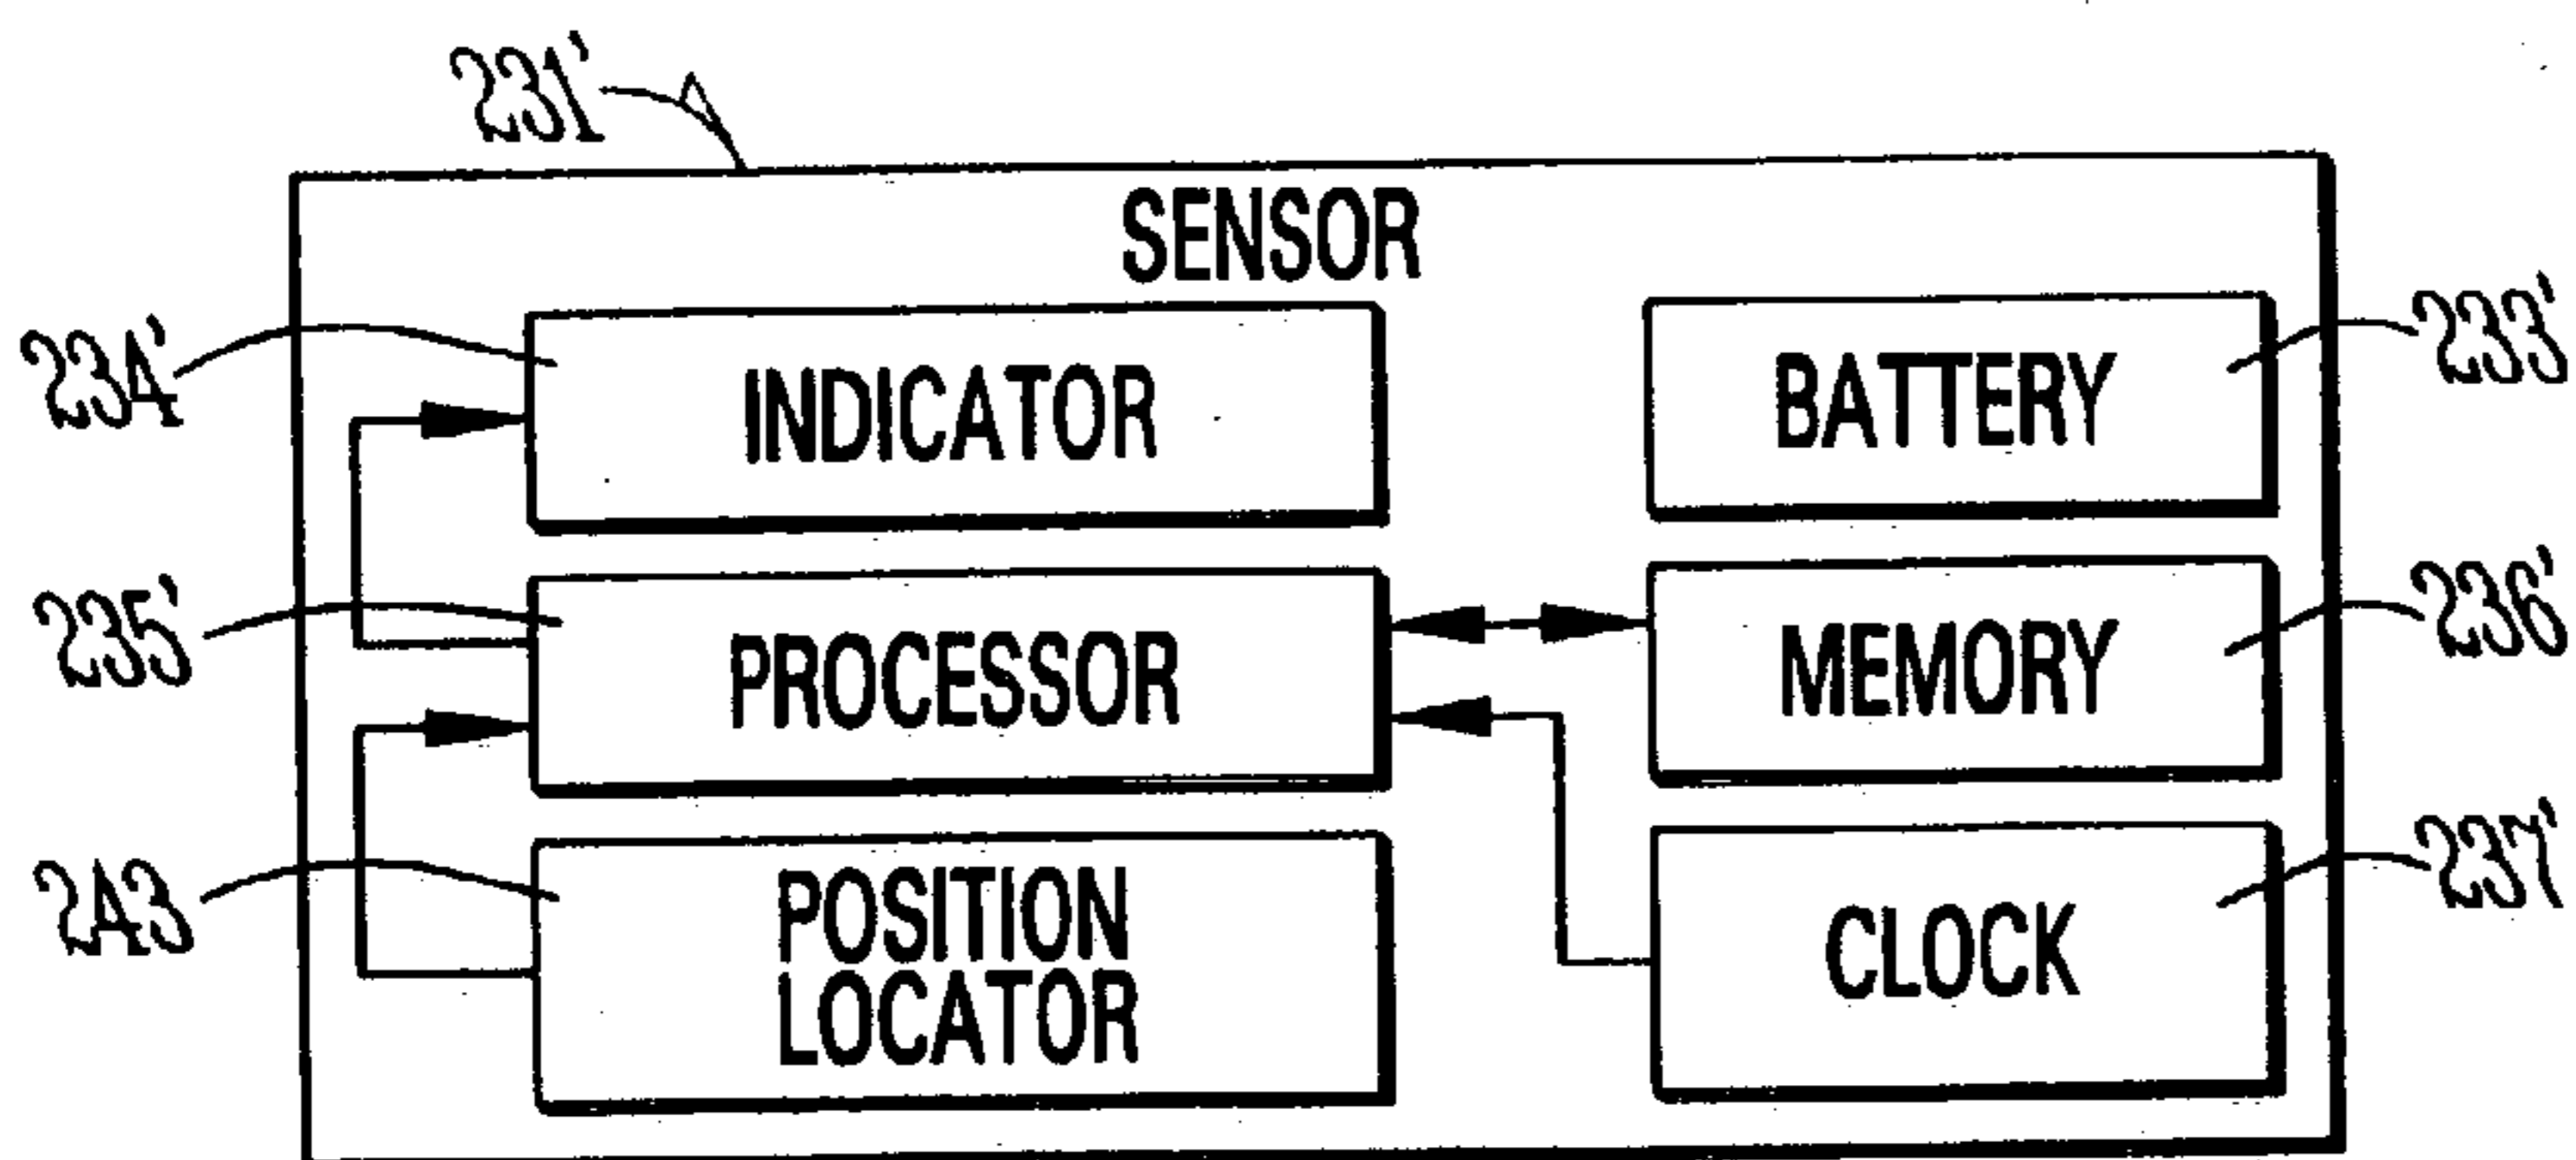 231'
SENSOR
234'
INDICATOR
BATTERY
233'
235'
PROCESSOR
MEMORY
236'
243
POSITION
LOCATOR
CLOCK
237'